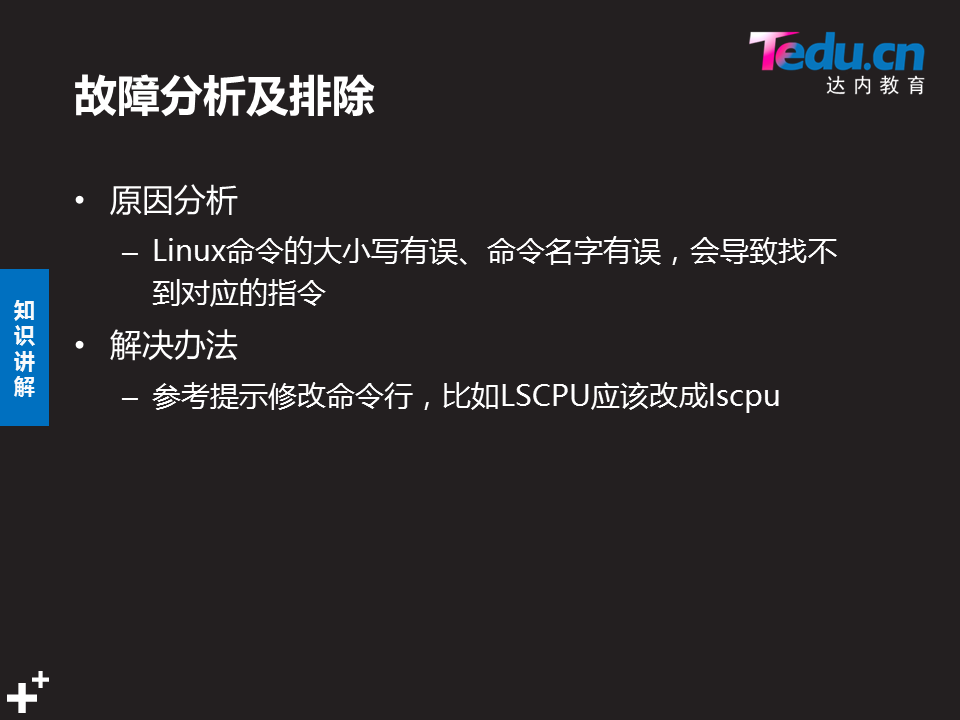 Tedu.cn
达内教育
故障分析及排除
• 原因分析
– Linux命令的大小写有误、命令名字有误，会导致找不
到对应的指令
• 解决办法
– 参考提示修改命令行，比如LSCPU应该改成lscpu
知
识
讲
解